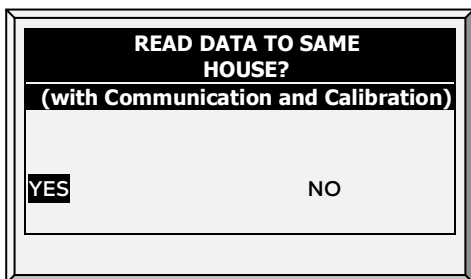 READ DATA TO SAME
HOUSE?
(with Communication and Calibration)
YES NO